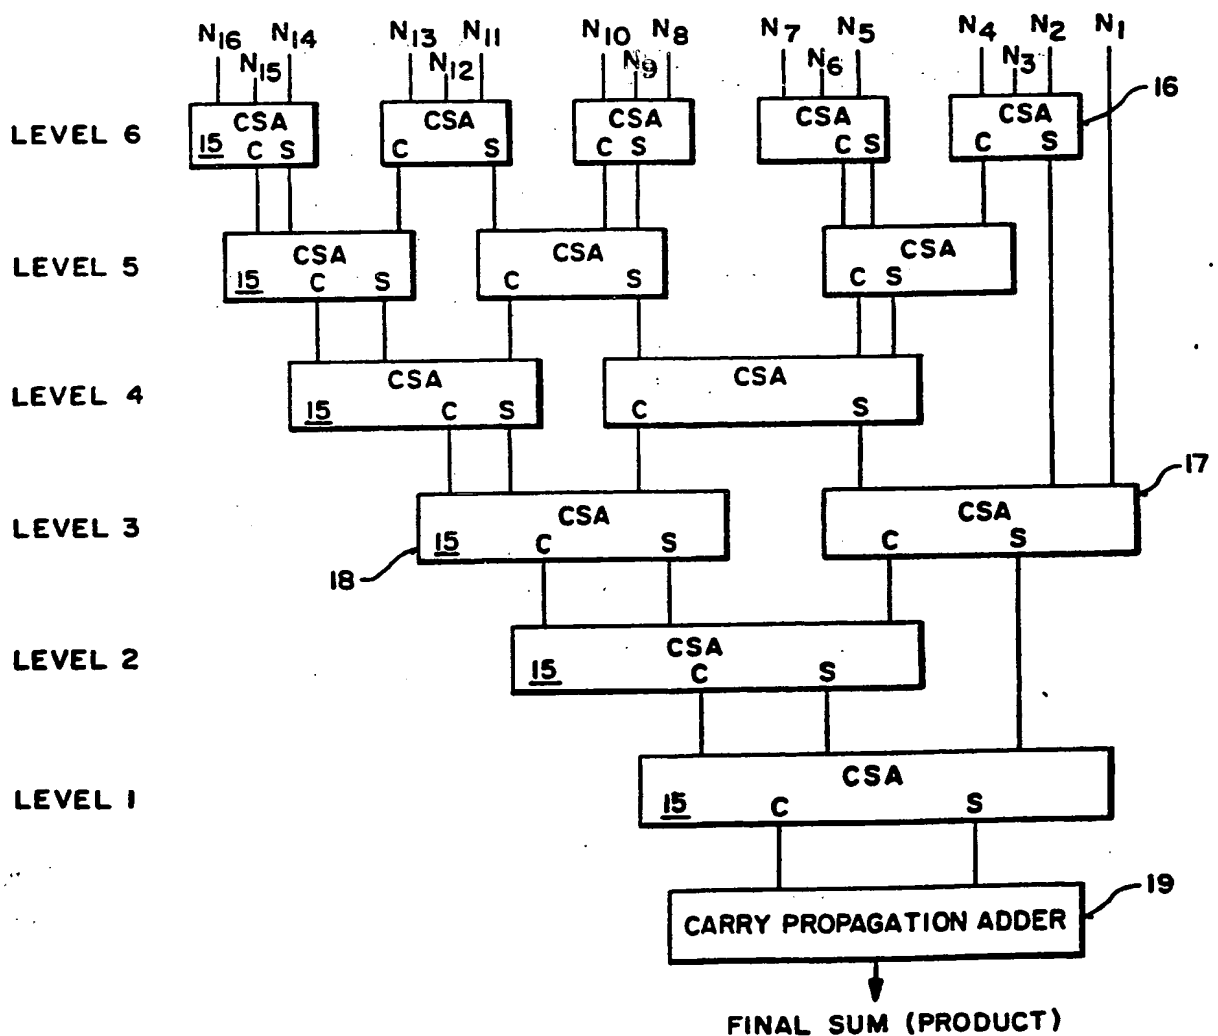 N16 N14 N13 N11 N10 N8 N7 N5 N4 N2 N1
N15 N12 N9 N6 N3
16
LEVEL 6
CSA CSA CSA CSA CSA
15 C S C S C S C S C S
LEVEL 5
CSA CSA CSA
15 C S C S C S
LEVEL 4
CSA CSA
15 C S C S
17
LEVEL 3
CSA CSA
15 C S C S
18
LEVEL 2
CSA
15 C S
LEVEL 1
CSA
15 C S
19
CARRY PROPAGATION ADDER
FINAL SUM (PRODUCT)